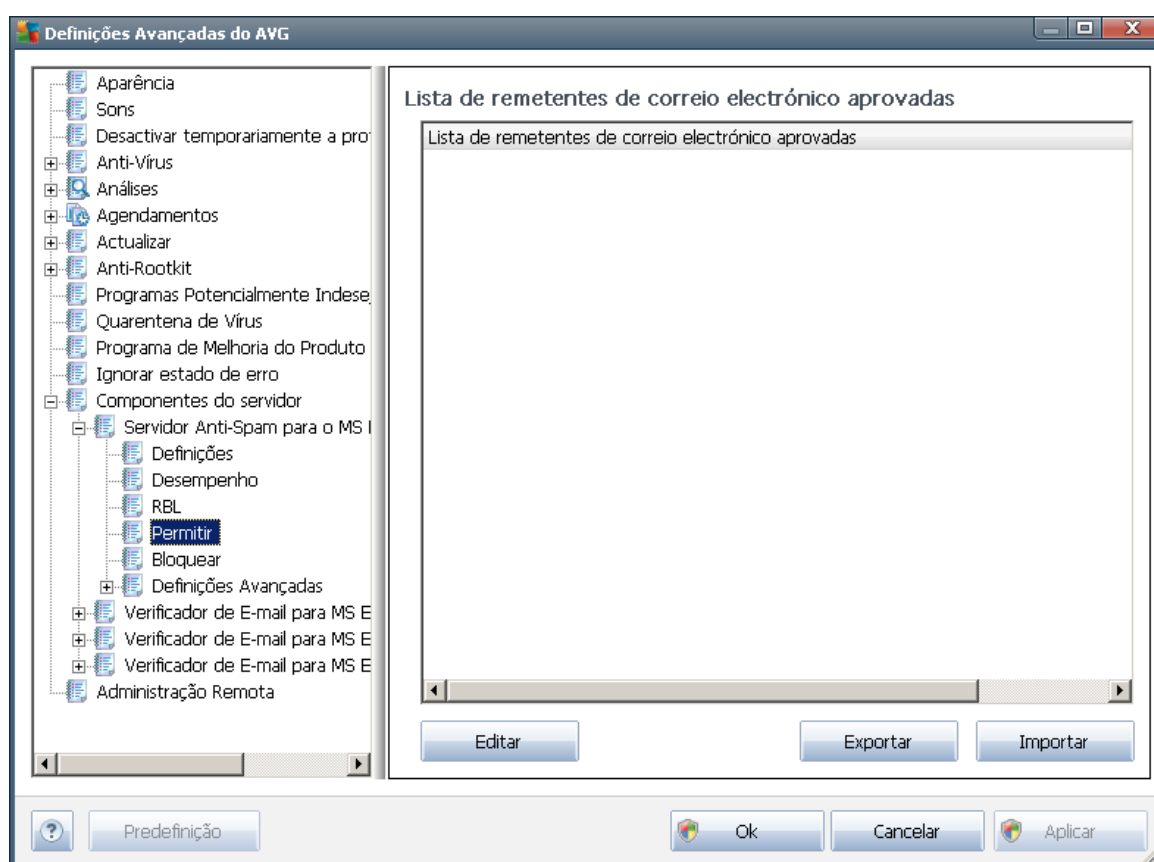 Definições Avançadas do AVG
Aparência
Sons
Desactivar temporariamente a pro
Anti-Vírus
Análises
Agendamentos
Actualizar
Anti-Rootkit
Programas Potencialmente Indese
Quarentena de Vírus
Programa de Melhoria do Produto
Ignorar estado de erro
Componentes do servidor
Servidor Anti-Spam para o MS
Definições
Desempenho
RBL
Permitir
Bloquear
Definições Avançadas
Verificador de E-mail para MS E
Verificador de E-mail para MS E
Verificador de E-mail para MS E
Administração Remota
Lista de remetentes de correio electrónico aprovadas
Lista de remetentes de correio electrónico aprovadas
Editar
Exportar
Importar
?
Predefinição
Ok
Cancelar
Aplicar